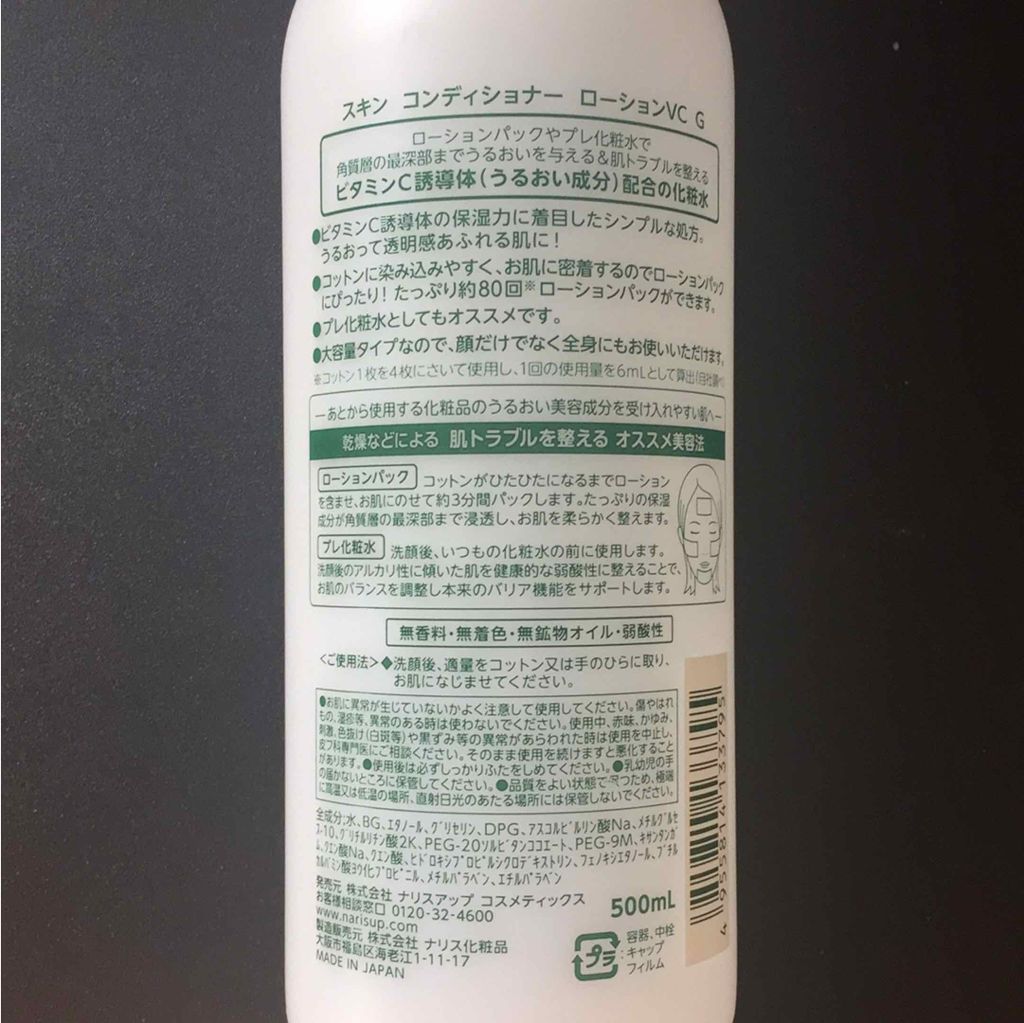 スキン コンディショナー ローションVC G
ローションパックやプレ化粧水で
角質層の最深部までうるおいを与える&肌トラブルを整える
ビタミンC誘導体(うるおい成分)配合の化粧水
●ビタミンC誘導体の保湿力に着目したシンプルな処方。
うるおって透明感あふれる肌に!
●コットンに染み込みやすく、お肌に密着するのでローションパック
にぴったり! たっぷり約80回※ローションパックができます。
●プレ化粧水としてもオススメです。
●大容量タイプなので、顔だけでなく全身にもお使いいただけます。
※コットン1枚を4枚にさいて使用し、1回の使用量を6mLとして算出(自社調べ)
―あとから使用する化粧品のうるおい美容成分を受け入れやすい肌へ―
乾燥などによる 肌トラブルを整える オススメ美容法
ローションパック コットンがひたひたになるまでローション
を含ませ、お肌にのせて約3分間パックします。たっぷりの保湿
成分が角質層の最深部まで浸透し、お肌を柔らかく整えます。
プレ化粧水 洗顔後、いつもの化粧水の前に使用します。
洗顔後のアルカリ性に傾いた肌を健康的な弱酸性に整えることで、
お肌のバランスを調整し本来のバリア機能をサポートします。
無香料・無着色・無鉱物オイル・弱酸性
<ご使用法>◆洗顔後、適量をコットン又は手のひらに取り、
お肌になじませてください。
●お肌に異常が生じていないかよく注意して使用してください。傷やはれ
もの、湿疹等、異常のある時は使わないでください。使用中、赤味、かゆみ、
刺激、色抜け(白斑等)や黒ずみ等の異常があらわれた時は使用を中止し、
皮フ科専門医にご相談ください。そのまま使用を続けますと悪化すること
があります。●使用後は必ずしっかりふたをしめてください。●乳幼児の手
の届かないところに保管してください。●品質をよい状態で保つため、極端
に高温又は低温の場所、直射日光のあたる場所には保管しないでください。
全成分:水、BG、エタノール、グリセリン、DPG、アスコルビルリン酸Na、メチルグルセ
ス-10、グリチルリチン酸2K、PEG-20ソルビタンココエート、PEG-9M、キサンタンガ
ム、クエン酸Na、クエン酸、ヒドロキシプロピルシクロデキストリン、フェノキシエタノール、ブチル
カルバミン酸ヨウ化プロピニル、メチルパラベン、エチルパラベン
発売元 株式会社 ナリスアップ コスメティックス
お客様相談窓口 0120-32-4600
www.narisup.com
製造販売元 株式会社 ナリス化粧品
大阪市福島区海老江1-11-17
MADE IN JAPAN
500mL
プラ
容器、中栓
:キャップ
フィルム
4 955814 133795